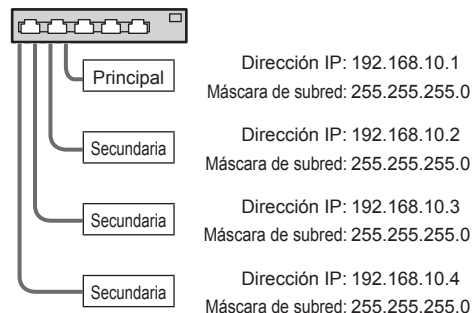 Principal
Dirección IP: 192.168.10.1
Máscara de subred: 255.255.255.0
Secundaria
Dirección IP: 192.168.10.2
Máscara de subred: 255.255.255.0
Secundaria
Dirección IP: 192.168.10.3
Máscara de subred: 255.255.255.0
Secundaria
Dirección IP: 192.168.10.4
Máscara de subred: 255.255.255.0